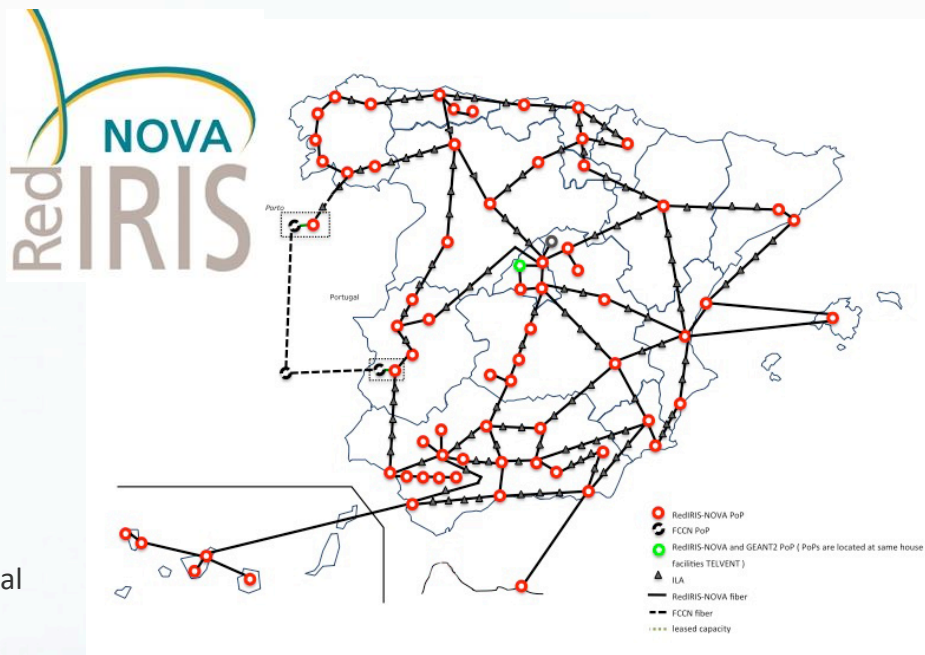 NOVA
Red IRIS
Porto
Portugal
al
RedIRIS-NOVA PoP
FCCN PoP
RedIRIS-NOVA and GEANT2 PoP ( PoPs are located at same house
facilities TELVENT )
ILA
RedIRIS-NOVA fiber
FCCN fiber
leased capacity